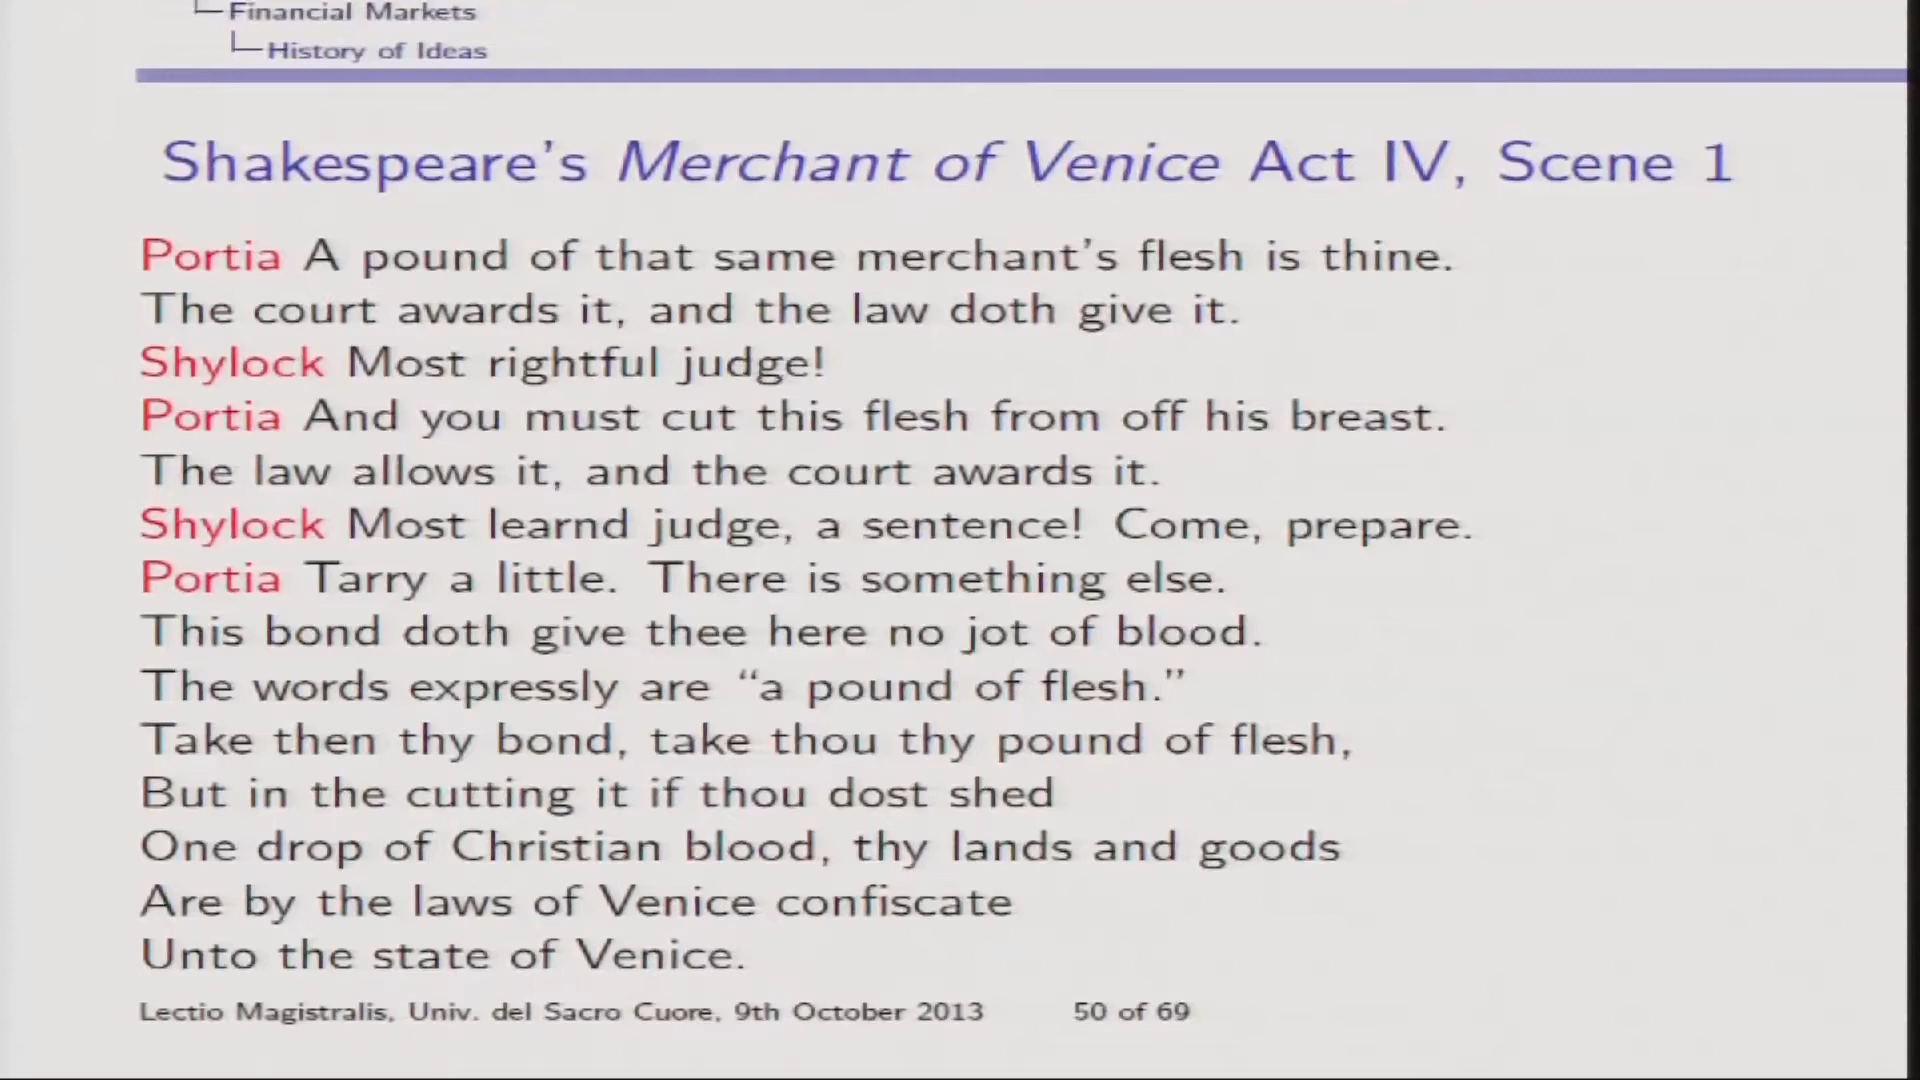 Financial Markets
History of Ideas
Shakespeare's Merchant of Venice Act IV, Scene 1
Portia A pound of that same merchant's flesh is thine.
The court awards it, and the law doth give it.
Shylock Most rightful judge!
Portia And you must cut this flesh from off his breast.
The law allows it, and the court awards it.
Shylock Most learnd judge, a sentence! Come, prepare.
Portia Tarry a little. There is something else.
This bond doth give thee here no jot of blood.
The words expressly are “a pound of flesh.”
Take then thy bond, take thou thy pound of flesh,
But in the cutting it if thou dost shed
One drop of Christian blood, thy lands and goods
Are by the laws of Venice confiscate
Unto the state of Venice.
Lectio Magistralis, Univ. del Sacro Cuore, 9th October 2013 50 of 69